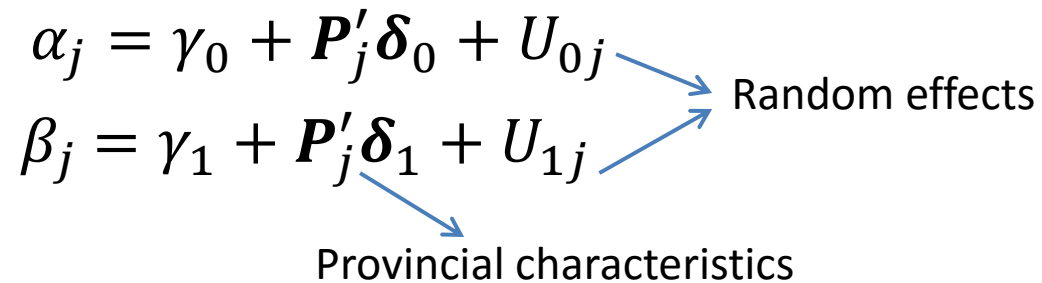 αⱼ = γ₀ + 𝑷′ⱼ𝜹₀ + U₀ⱼ
Random effects
βⱼ = γ₁ + 𝑷′ⱼ𝜹₁ + U₁ⱼ
Provincial characteristics